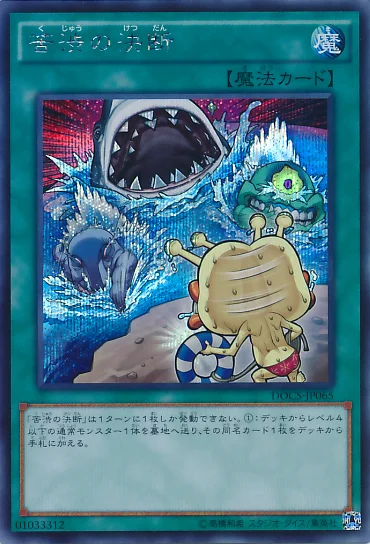 苦渋の決断
魔
【魔法カード】
DOCS-JP065
「苦渋の決断」は1ターンに1枚しか発動できない。①:デッキからレベル4
以下の通常モンスター1体を墓地へ送り、その同名カード1枚をデッキから
手札に加える。
01033312
©高橋和希 スタジオ・ダイス/集英社